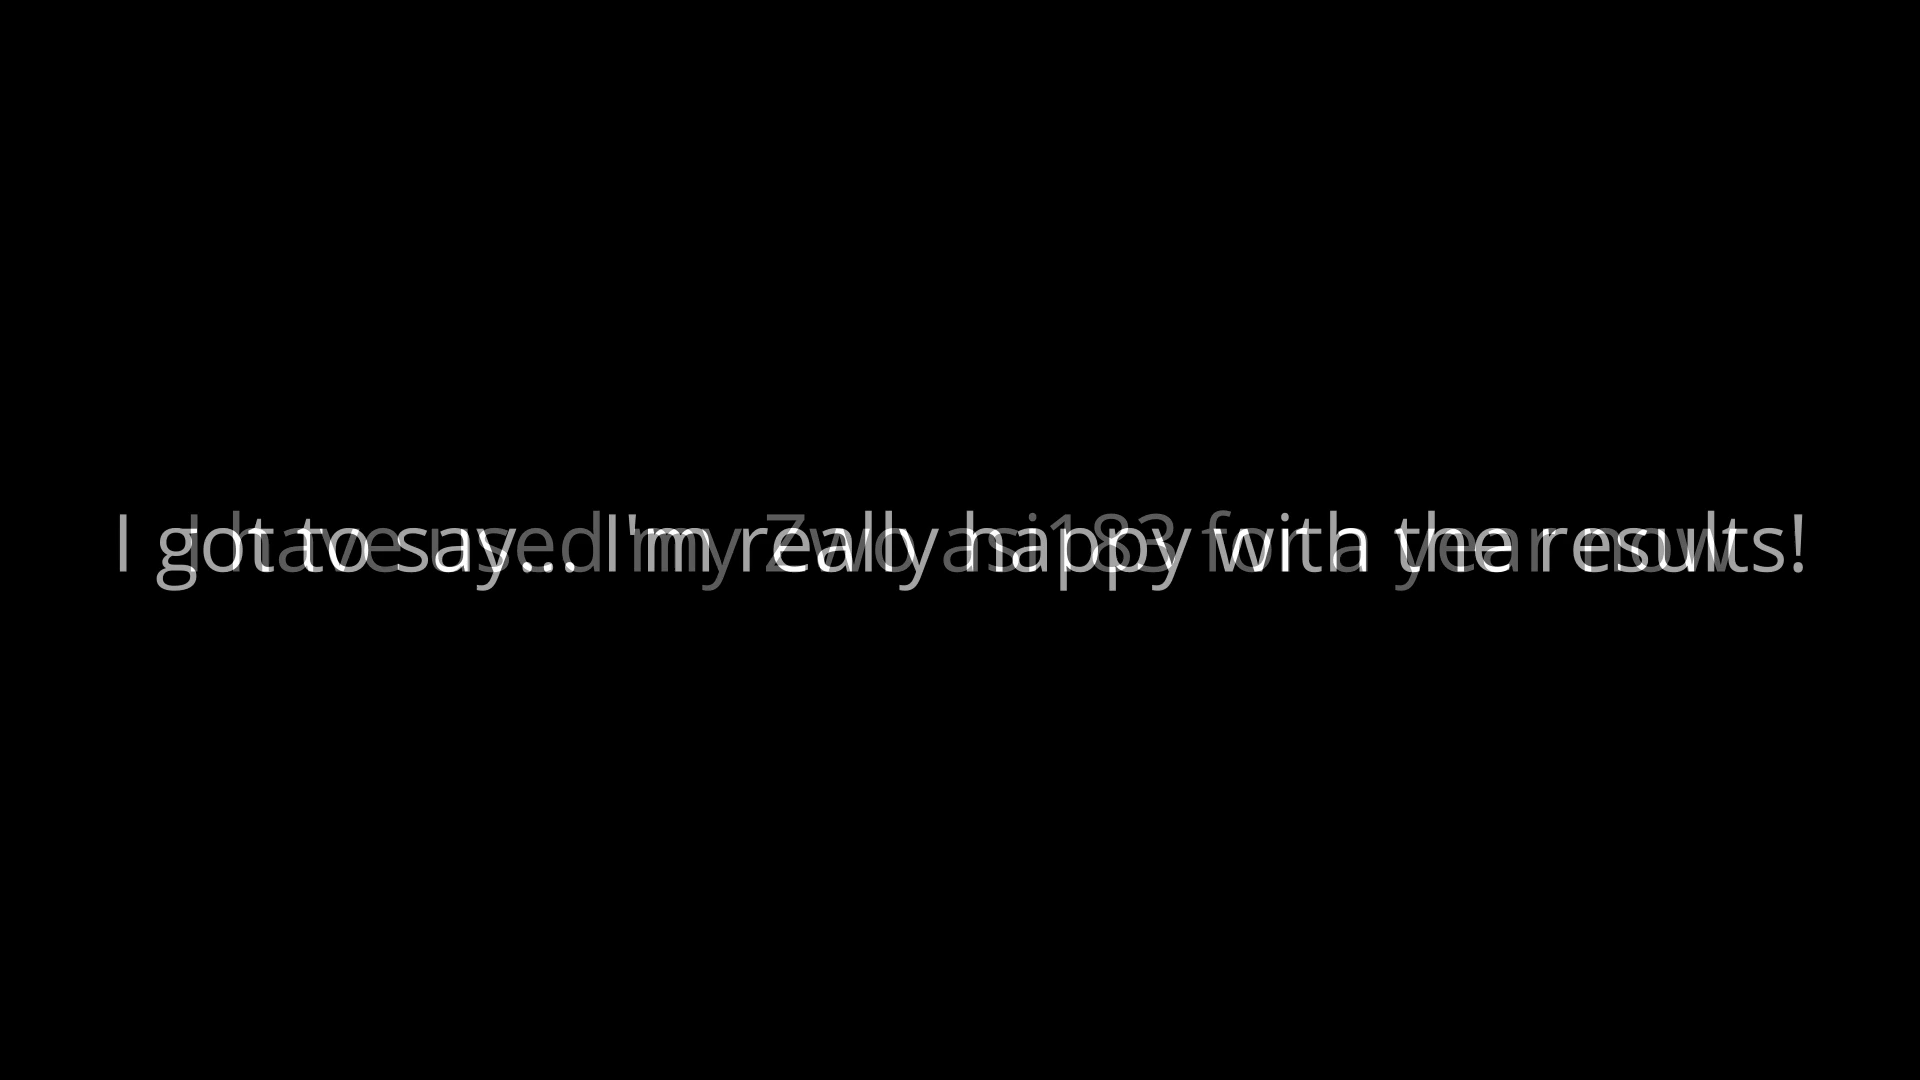 I have used my Zwo asi183 for a year now
I got to say... I'm really happy with the results!